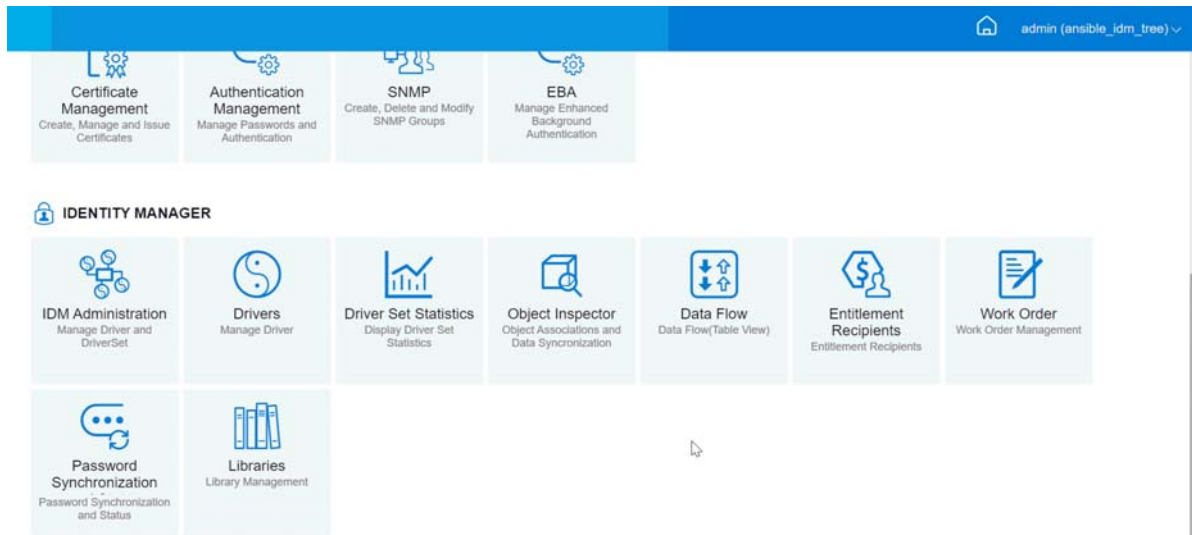 admin (ansible_idm_tree)
Certificate
Management
Create, Manage and Issue
Certificates
Authentication
Management
Manage Passwords and
Authentication
SNMP
Create, Delete and Modify
SNMP Groups
EBA
Manage Enhanced
Background
Authentication
IDENTITY MANAGER
IDM Administration
Manage Driver and
DriverSet
Drivers
Manage Driver
Driver Set Statistics
Display Driver Set
Statistics
Object Inspector
Object Associations and
Data Syncronization
Data Flow
Data Flow(Table View)
Entitlement
Recipients
Entitlement Recipients
Work Order
Work Order Management
Password
Synchronization
Password Synchronization
and Status
Libraries
Library Management